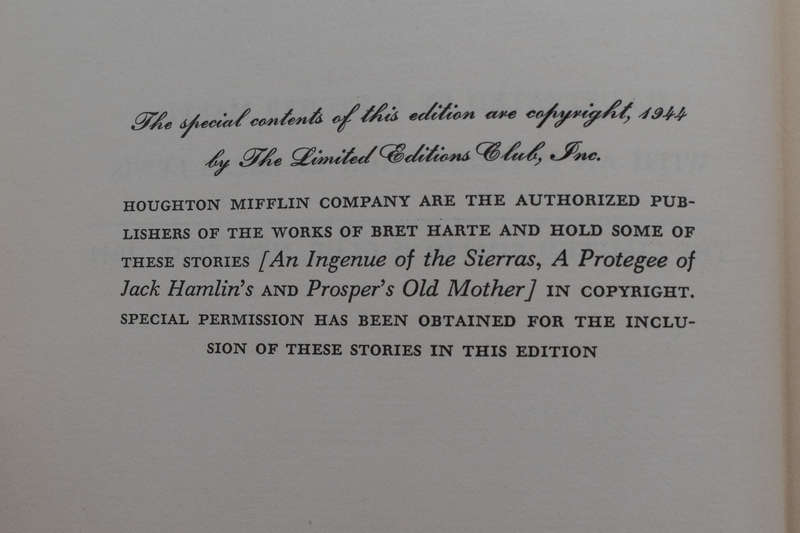 The special contents of this edition are copyright, 1944
by The Limited Editions Club, Inc.
HOUGHTON MIFFLIN COMPANY ARE THE AUTHORIZED PUB-
LISHERS OF THE WORKS OF BRET HARTE AND HOLD SOME OF
THESE STORIES [An Ingenue of the Sierras, A Protegee of
Jack Hamlin's AND Prosper's Old Mother] IN COPYRIGHT.
SPECIAL PERMISSION HAS BEEN OBTAINED FOR THE INCLU-
SION OF THESE STORIES IN THIS EDITION